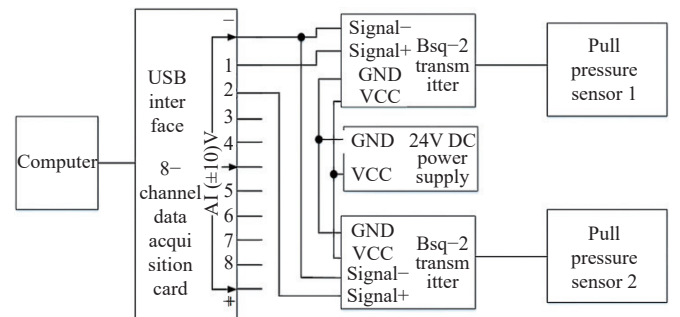 Computer
USB
inter
face
8−
channel
data
acqui
sition
card
AI (±10)V
−
1
2
3
4
5
6
7
8
+
Signal−
Signal+
GND
VCC
Bsq−2
transm
itter
Pull
pressure
sensor 1
GND
VCC
24V DC
power
supply
GND
VCC
Signal−
Signal+
Bsq−2
transm
itter
Pull
pressure
sensor 2